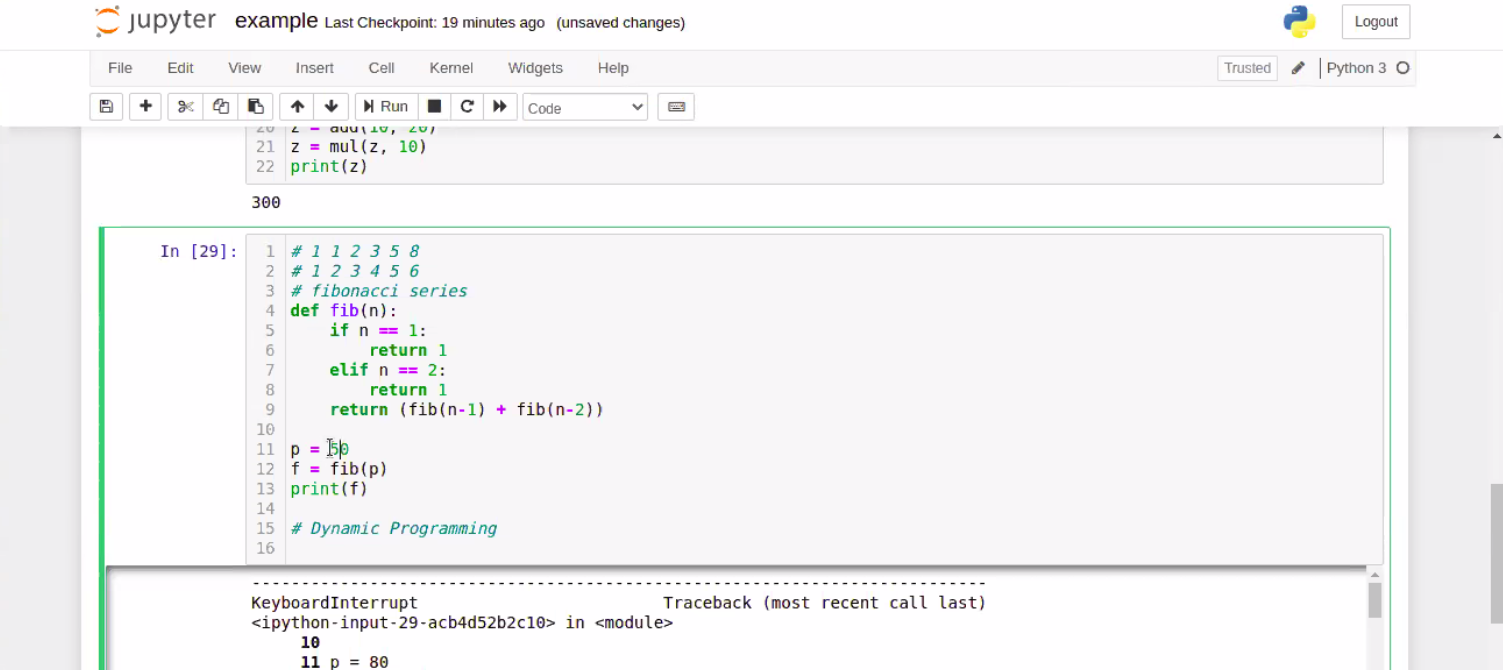 jupyter example Last Checkpoint: 19 minutes ago (unsaved changes) Logout
File Edit View Insert Cell Kernel Widgets Help Trusted Python 3
Run Code
20 z = add(10, 20)
21 z = mul(z, 10)
22 print(z)
300
In [29]:
1 # 1 1 2 3 5 8
2 # 1 2 3 4 5 6
3 # fibonacci series
4 def fib(n):
5     if n == 1:
6         return 1
7     elif n == 2:
8         return 1
9     return (fib(n-1) + fib(n-2))
10
11 p = 50
12 f = fib(p)
13 print(f)
14
15 # Dynamic Programming
16
---------------------------------------------------------------------------
KeyboardInterrupt                         Traceback (most recent call last)
<ipython-input-29-acb4d52b2c10> in <module>
     10
     11 p = 80